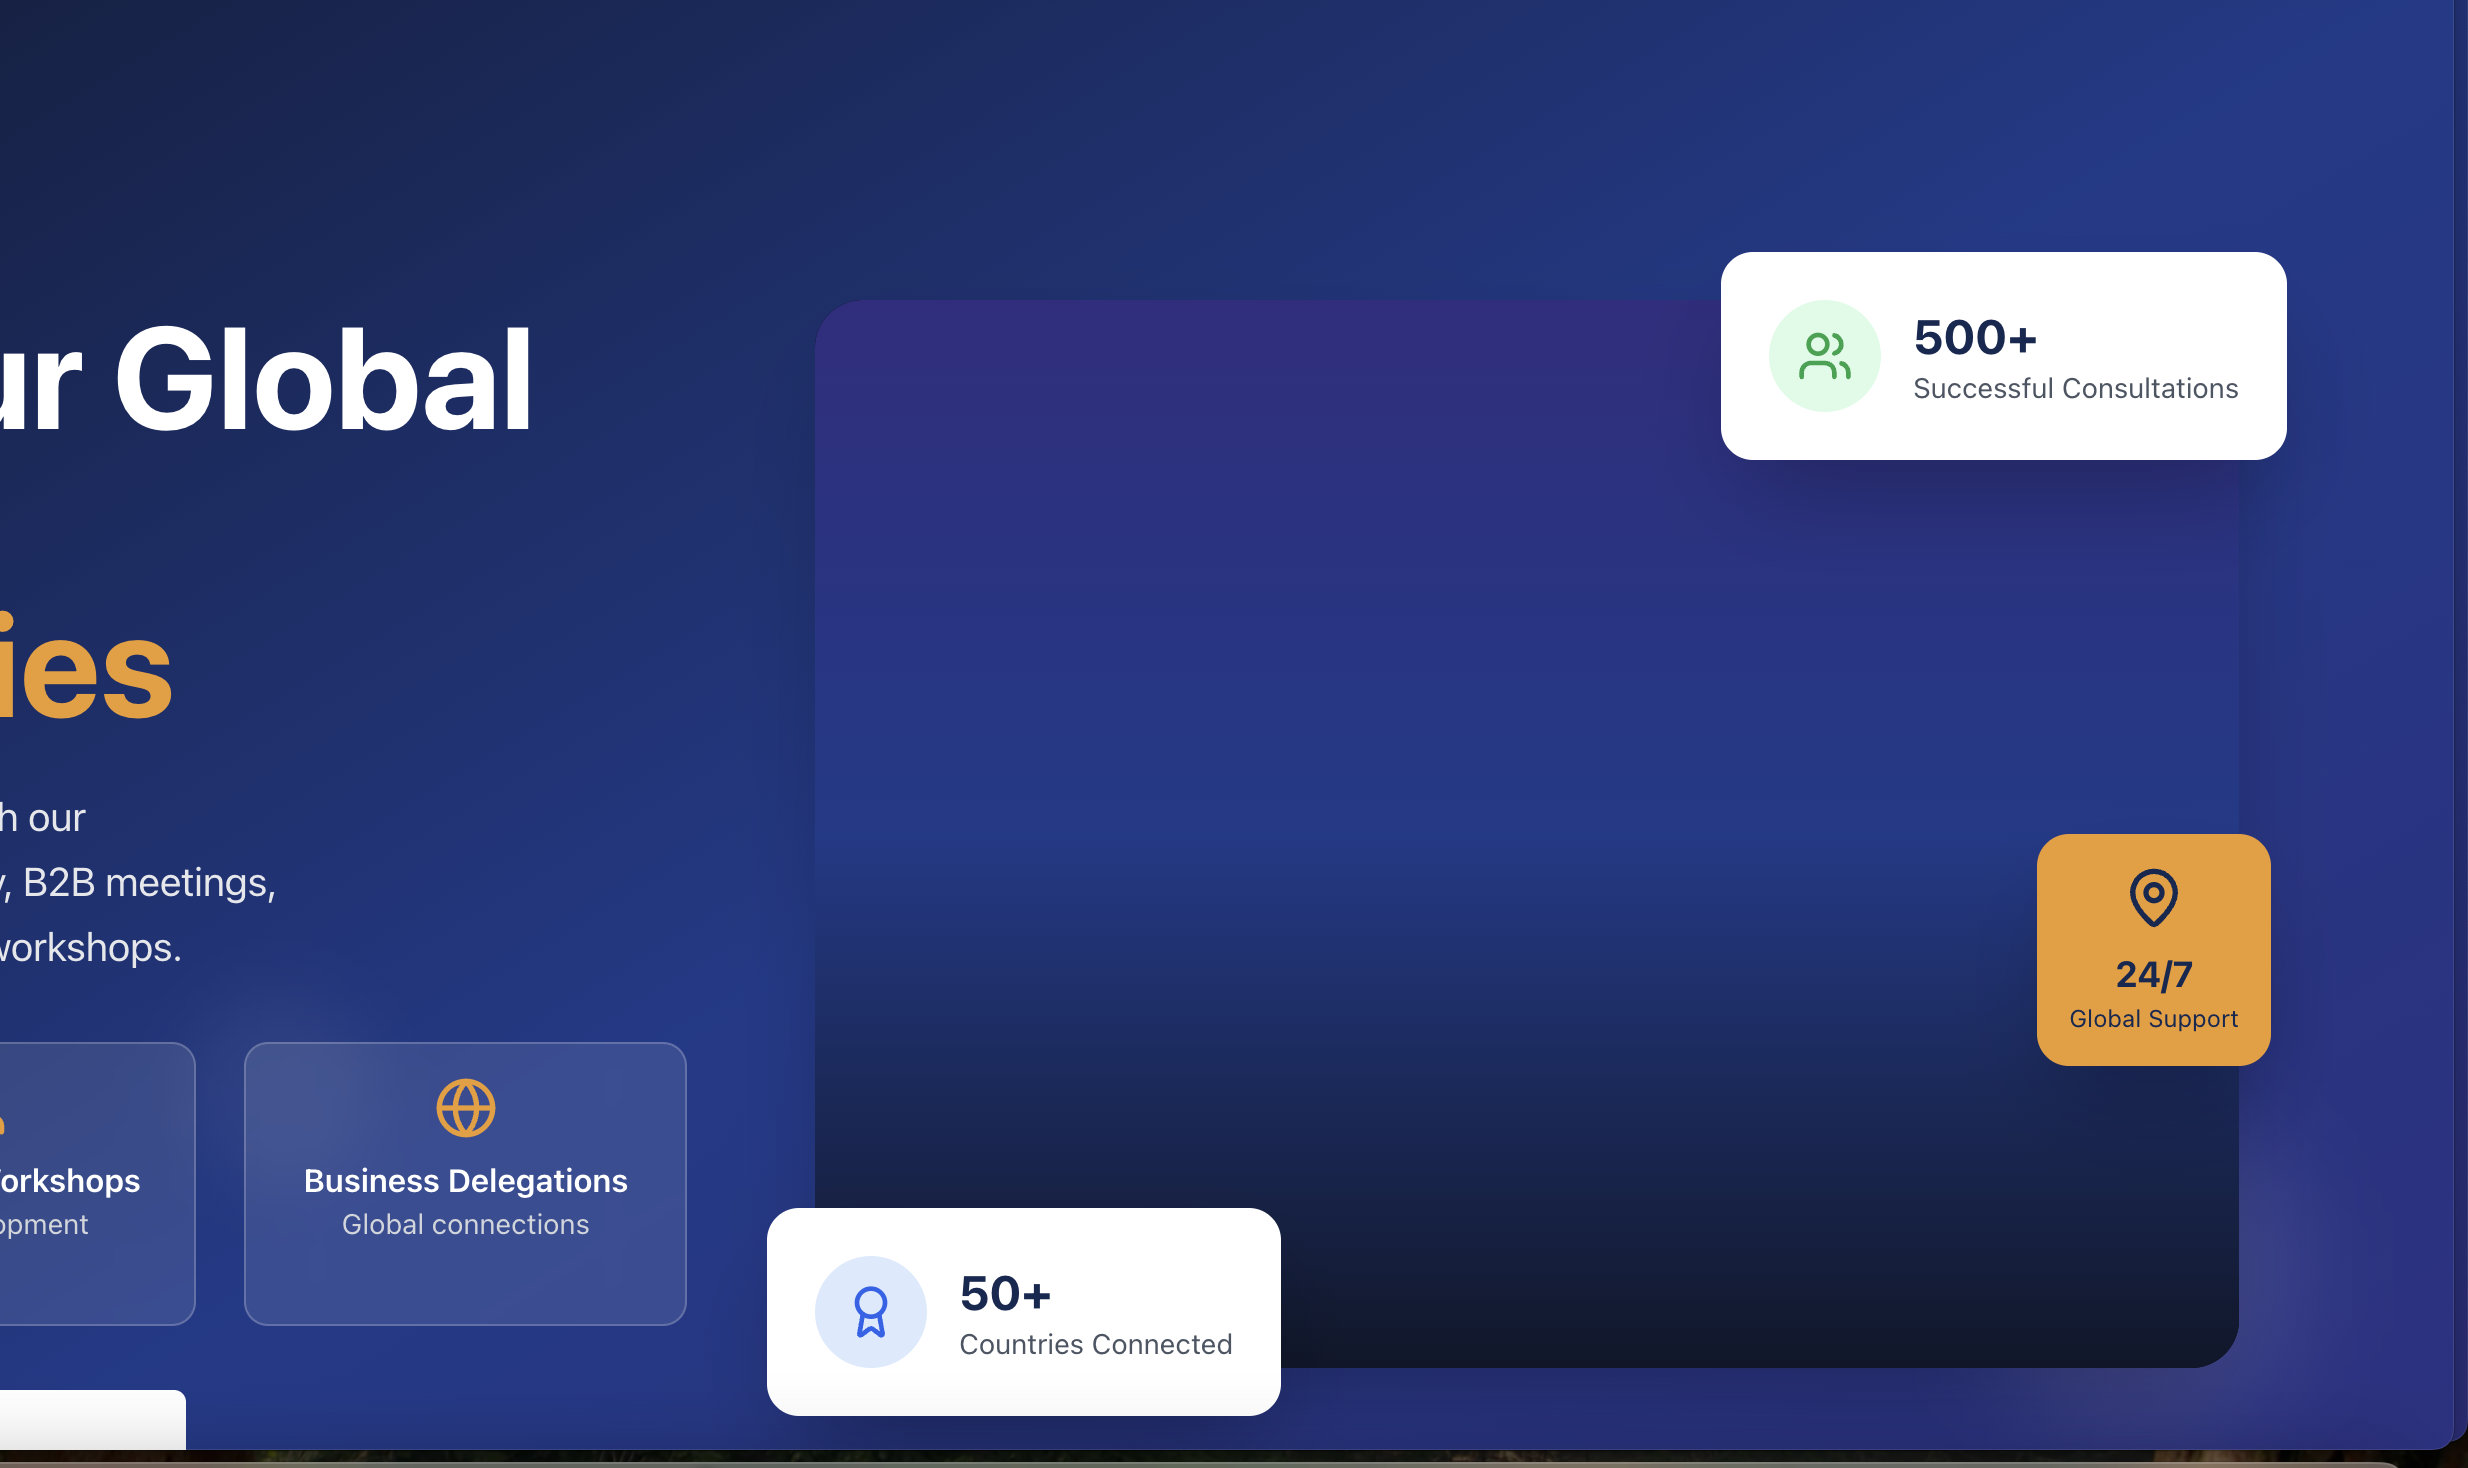 ur Global
ies
h our
, B2B meetings,
workshops.
orkshops
opment
Business Delegations
Global connections
500+
Successful Consultations
24/7
Global Support
50+
Countries Connected